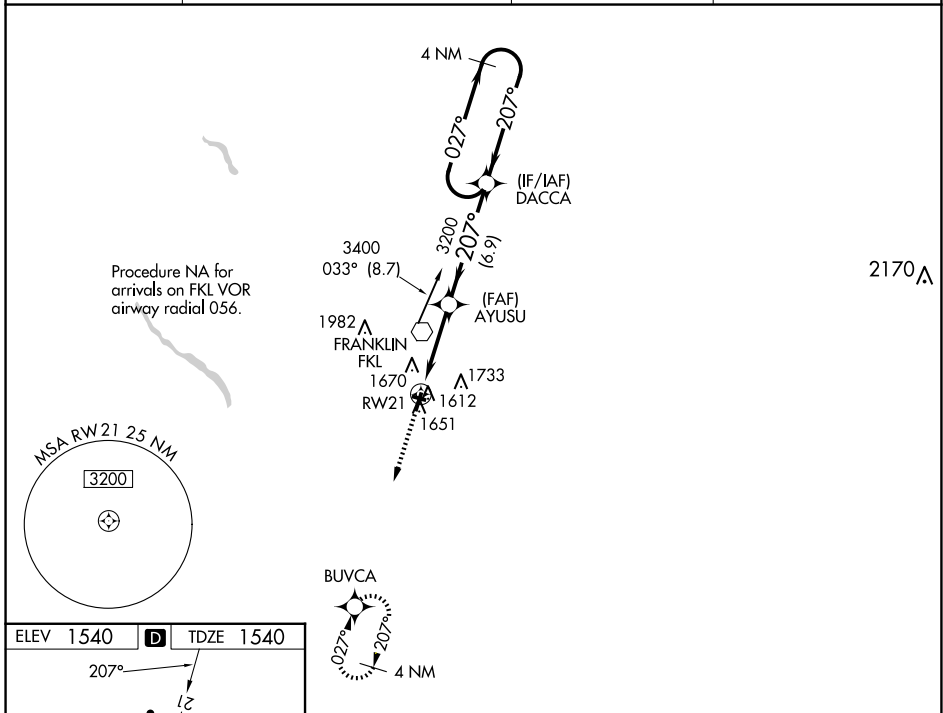 4 NM
207°
027°
(IF/IAF)
DACCA
3200
207°
(6.9)
3400
033° (8.7)
Procedure NA for
arrivals on FKL VOR
airway radial 056.
2170
(FAF)
AYUSU
1982
FRANKLIN
FKL
1670
1733
RW21
1612
1651
MSA RW21 25 NM
3200
BUVCA
027°
207°
4 NM
ELEV 1540 D TDZE 1540
207°
21